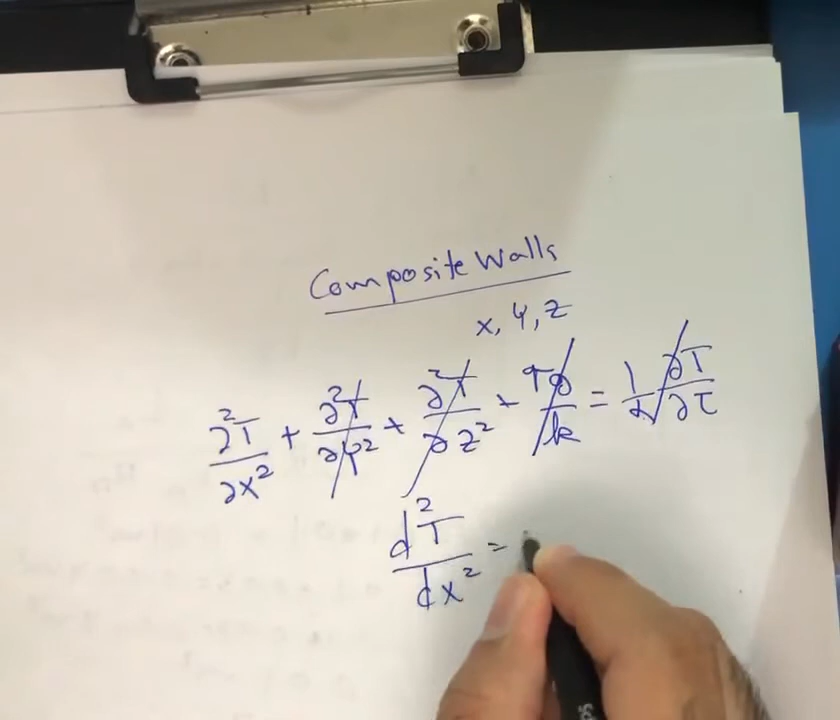 Composite Walls
x, y, z
∂²T/∂x² + ∂²T/∂y² + ∂²T/∂z² + q̇g/k = 1/α ∂T/∂τ
d²T/dx² =